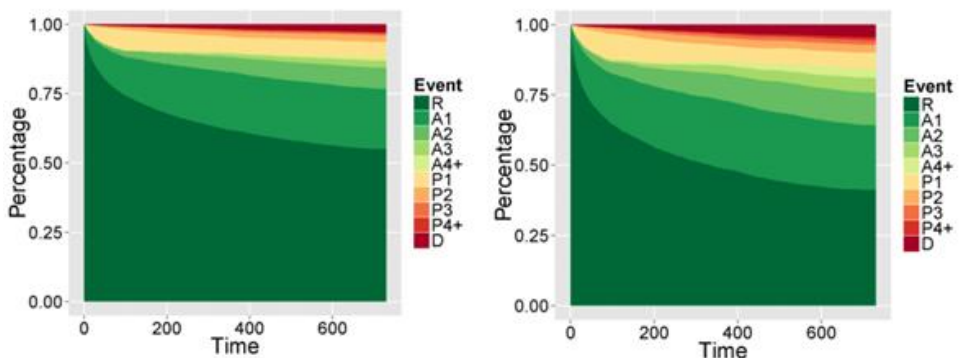 1.00
0.75
0.50
0.25
0.00
Percentage
0
200
400
600
Time
Event
R
A1
A2
A3
A4+
P1
P2
P3
P4+
D
1.00
0.75
0.50
0.25
0.00
Percentage
0
200
400
600
Time
Event
R
A1
A2
A3
A4+
P1
P2
P3
P4+
D